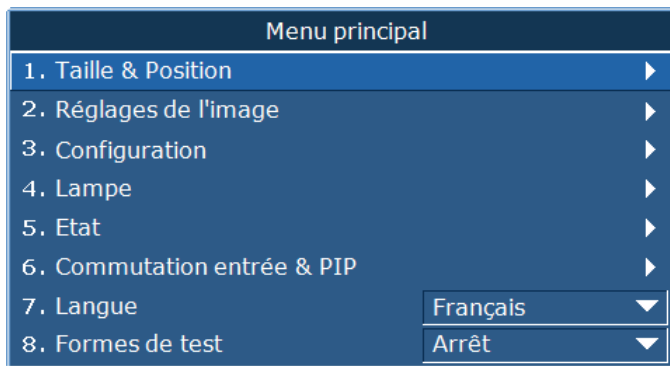 Menu principal
1. Taille & Position
2. Réglages de l'image
3. Configuration
4. Lampe
5. Etat
6. Commutation entrée & PIP
7. Langue Français
8. Formes de test Arrêt